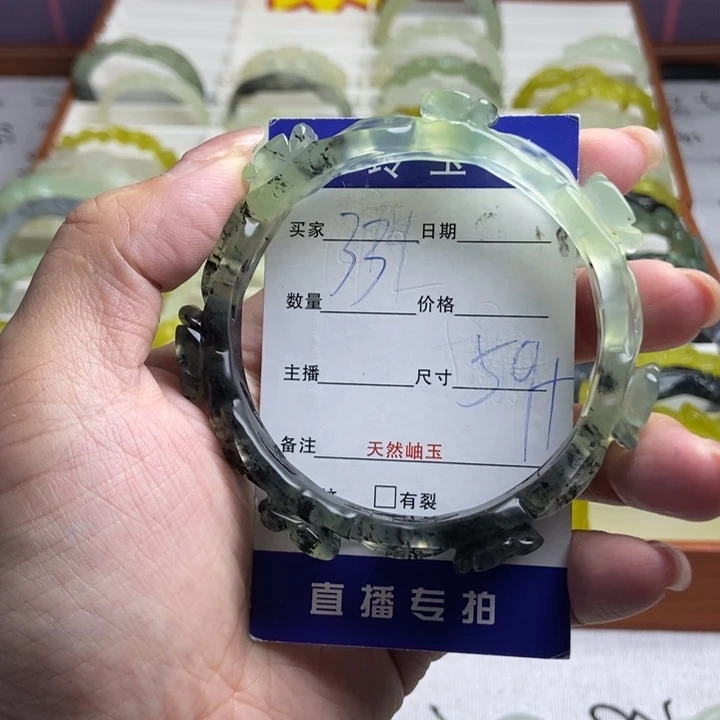 玉
买家 334 日期
数量 价格
主播 尺寸 59+
备注 天然岫玉
□有裂
直播专拍